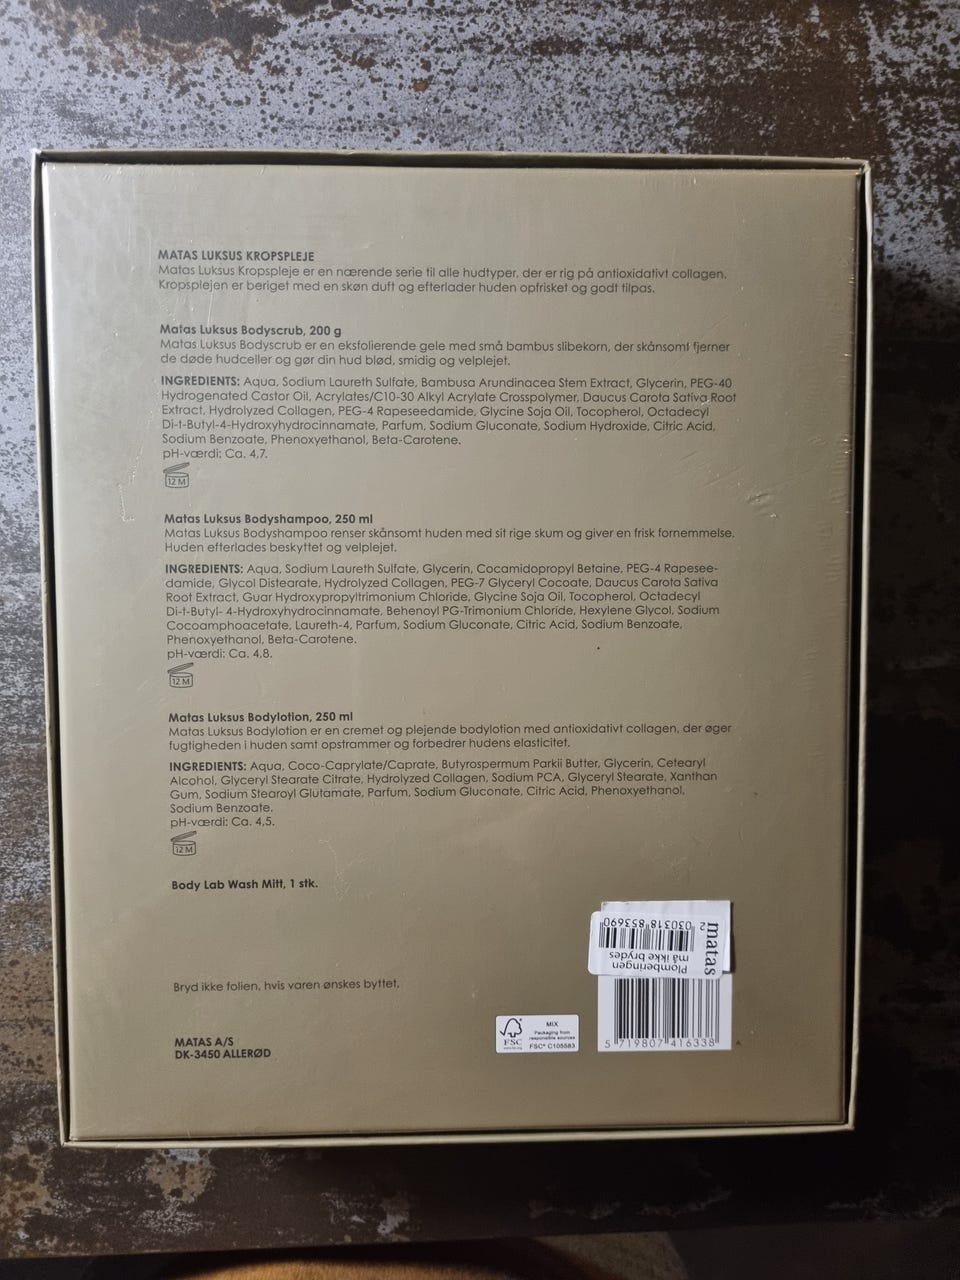 MATAS LUKSUS KROPSPLEJE
Matas Luksus Kropspleje er en nærende serie til alle hudtyper, der er rig på antioxidativt collagen.
Kropsplejen er beriget med en skøn duft og efterlader huden opfrisket og godt tilpas.
Matas Luksus Bodyscrub, 200 g
Matas Luksus Bodyscrub er en eksfolierende gele med små bambus slibekorn, der skånsomt fjerner
de døde hudceller og gør din hud blød, smidig og velplejet.
INGREDIENTS: Aqua, Sodium Laureth Sulfate, Bambusa Arundinacea Stem Extract, Glycerin, PEG-40
Hydrogenated Castor Oil, Acrylates/C10-30 Alkyl Acrylate Crosspolymer, Daucus Carota Sativa Root
Extract, Hydrolyzed Collagen, PEG-4 Rapeseedamide, Glycine Soja Oil, Tocopherol, Octadecyl
Di-t-Butyl-4-Hydroxyhydrocinnamate, Parfum, Sodium Gluconate, Sodium Hydroxide, Citric Acid,
Sodium Benzoate, Phenoxyethanol, Beta-Carotene.
pH-værdi: Ca. 4,7.
12 M
Matas Luksus Bodyshampoo, 250 ml
Matas Luksus Bodyshampoo renser skånsomt huden med sit rige skum og giver en frisk fornemmelse.
Huden efterlades beskyttet og velplejet.
INGREDIENTS: Aqua, Sodium Laureth Sulfate, Glycerin, Cocamidopropyl Betaine, PEG-4 Rapesee-
damide, Glycol Distearate, Hydrolyzed Collagen, PEG-7 Glyceryl Cocoate, Daucus Carota Sativa
Root Extract, Guar Hydroxypropyltrimonium Chloride, Glycine Soja Oil, Tocopherol, Octadecyl
Di-t-Butyl- 4-Hydroxyhydrocinnamate, Behenoyl PG-Trimonium Chloride, Hexylene Glycol, Sodium
Cocoamphoacetate, Laureth-4, Parfum, Sodium Gluconate, Citric Acid, Sodium Benzoate,
Phenoxyethanol, Beta-Carotene.
pH-værdi: Ca. 4,8.
12 M
Matas Luksus Bodylotion, 250 ml
Matas Luksus Bodylotion er en cremet og plejende bodylotion med antioxidativt collagen, der øger
fugtigheden i huden samt opstrammer og forbedrer hudens elasticitet.
INGREDIENTS: Aqua, Coco-Caprylate/Caprate, Butyrospermum Parkii Butter, Glycerin, Cetearyl
Alcohol, Glyceryl Stearate Citrate, Hydrolyzed Collagen, Sodium PCA, Glyceryl Stearate, Xanthan
Gum, Sodium Stearoyl Glutamate, Parfum, Sodium Gluconate, Citric Acid, Phenoxyethanol,
Sodium Benzoate.
pH-værdi: Ca. 4,5.
12 M
Body Lab Wash Mitt, 1 stk.
matas
Plomberingen
må ikke brydes
2 030318 853690
Bryd ikke folien, hvis varen ønskes byttet.
MATAS A/S
DK-3450 ALLERØD
FSC
www.fsc.org
MIX
Packaging from
responsible sources
FSC® C105583
5 719807 416338
A